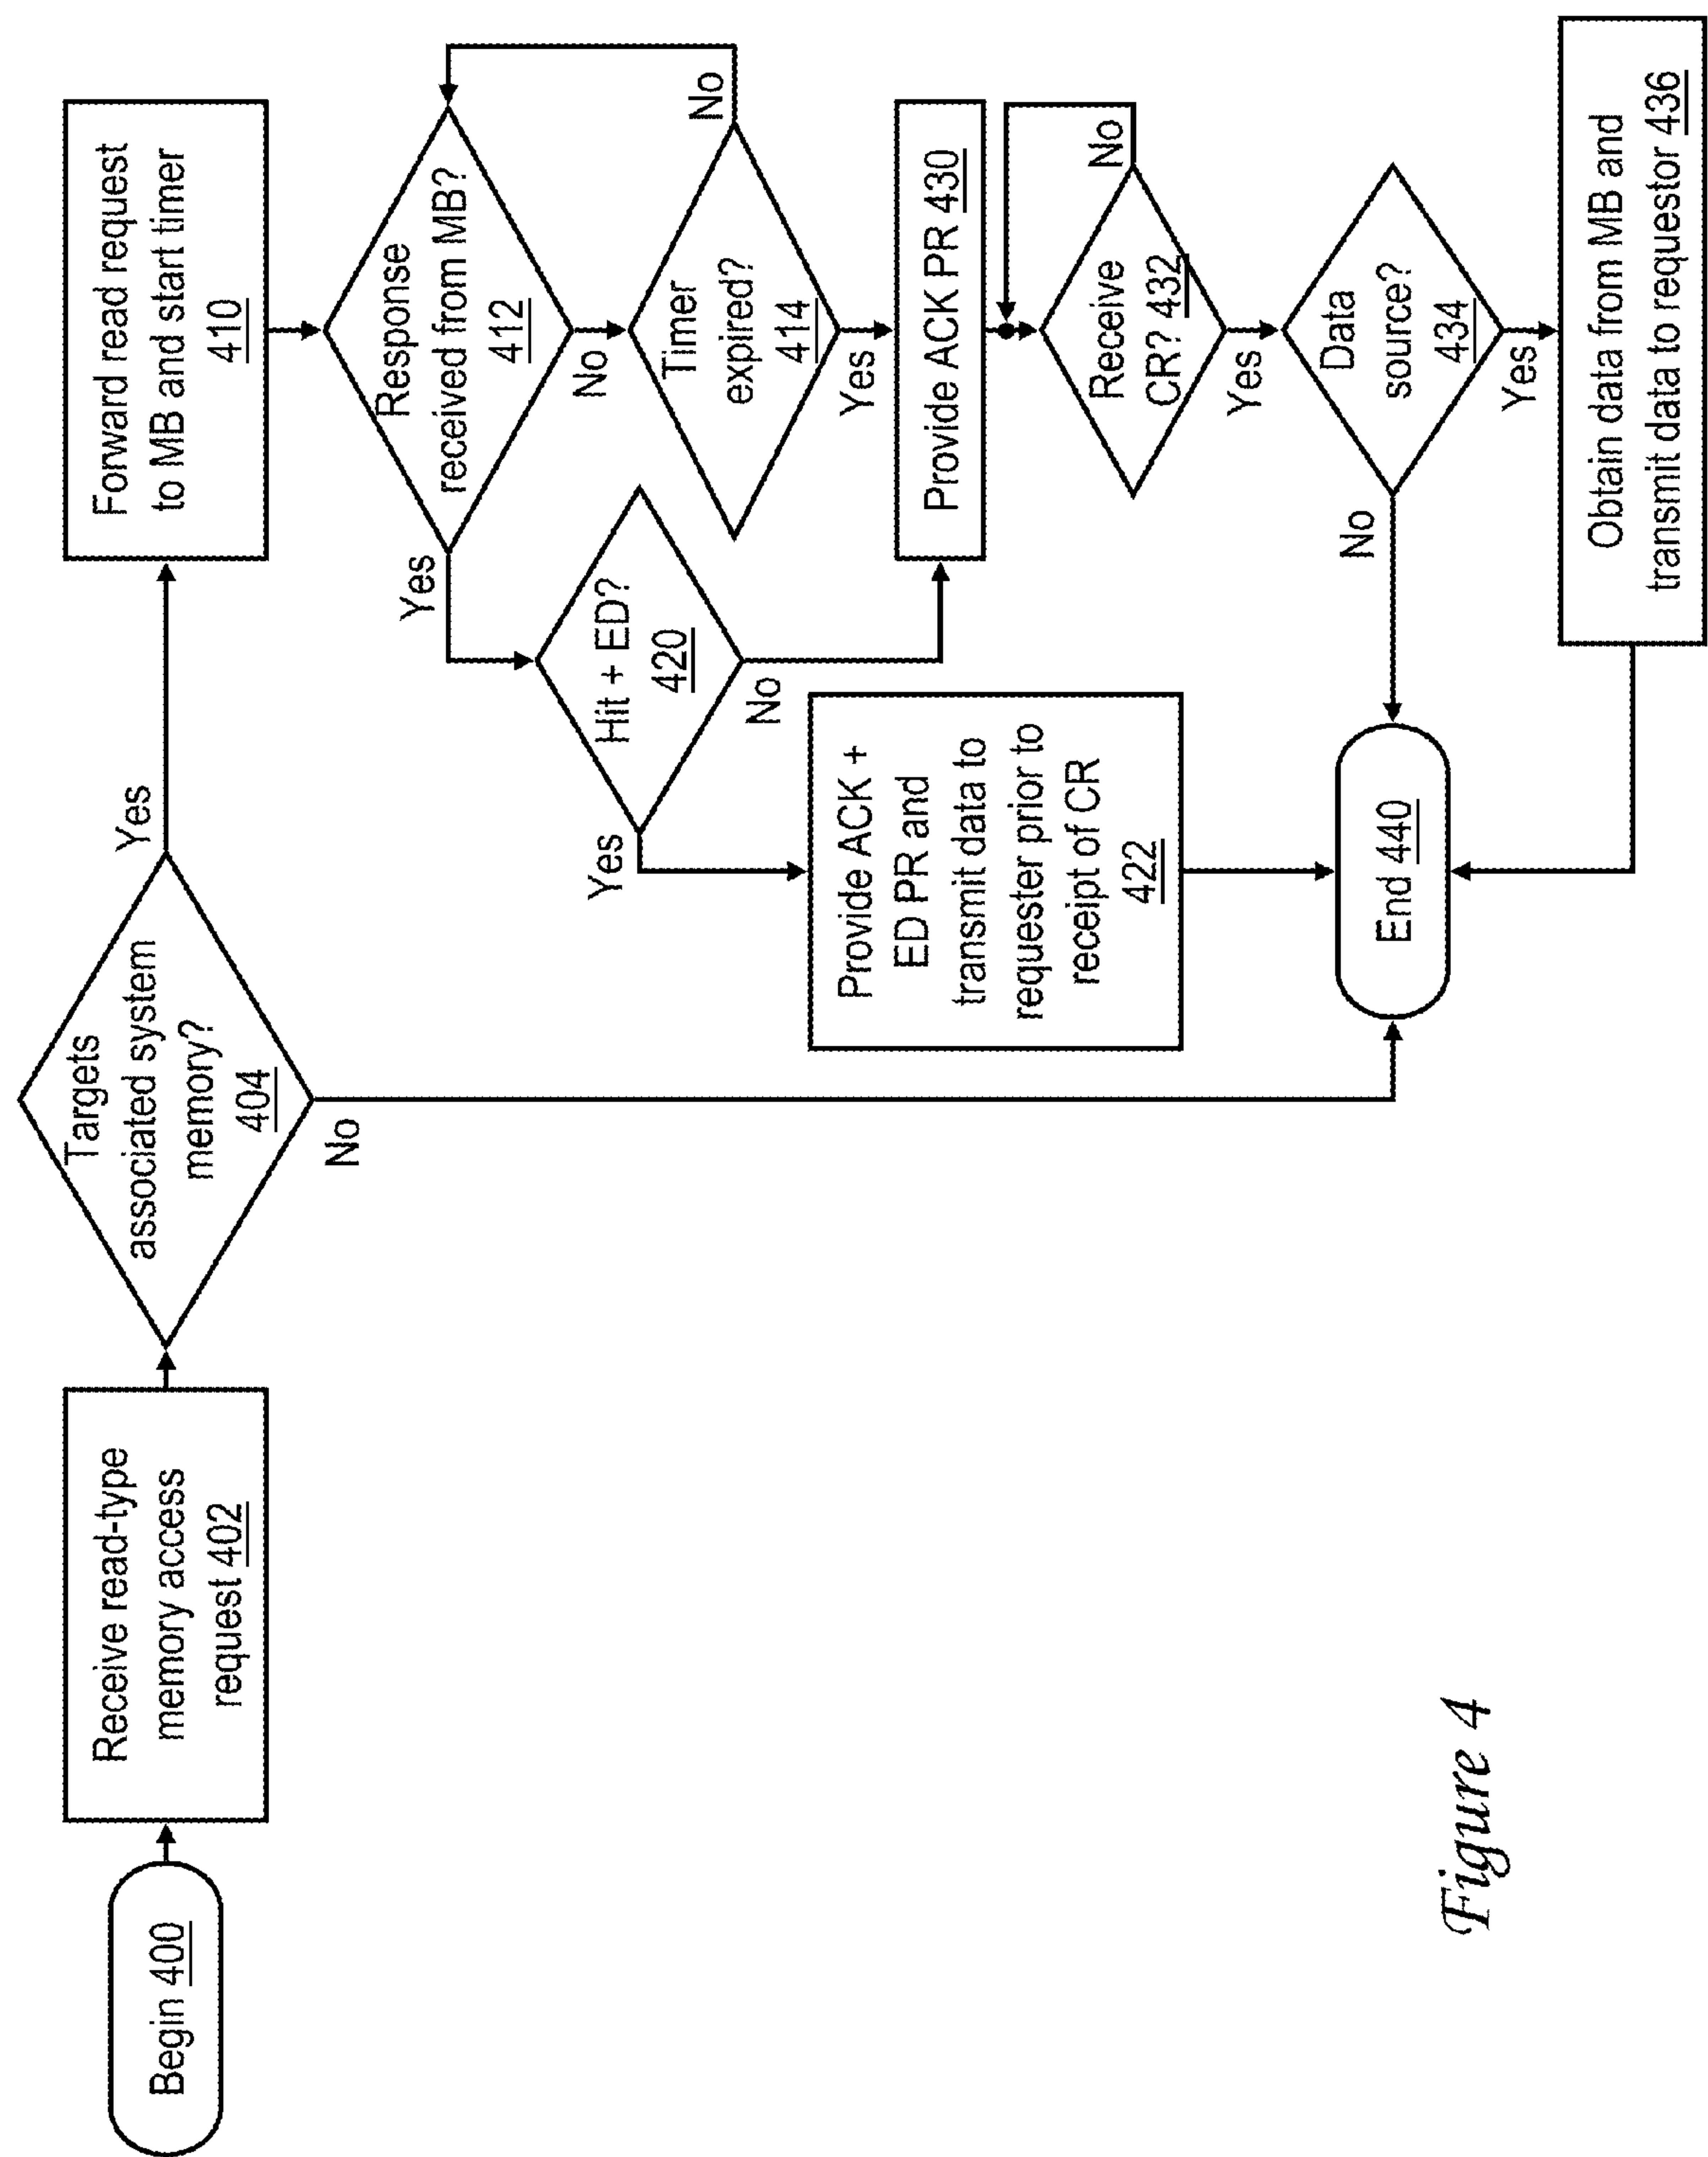 Begin 400
Receive read-type
memory access
request 402
Targets
associated system
memory?
404
Yes
No
Forward read request
to MB and start timer
410
Response
received from MB?
412
Yes
No
Timer
expired?
414
No
Yes
Hit + ED?
420
Yes
No
Provide ACK +
ED PR and
transmit data to
requester prior to
receipt of CR
422
Provide ACK PR 430
Receive
CR? 432
No
Yes
Data
source?
434
No
Yes
Obtain data from MB and
transmit data to requestor 436
End 440
Figure 4